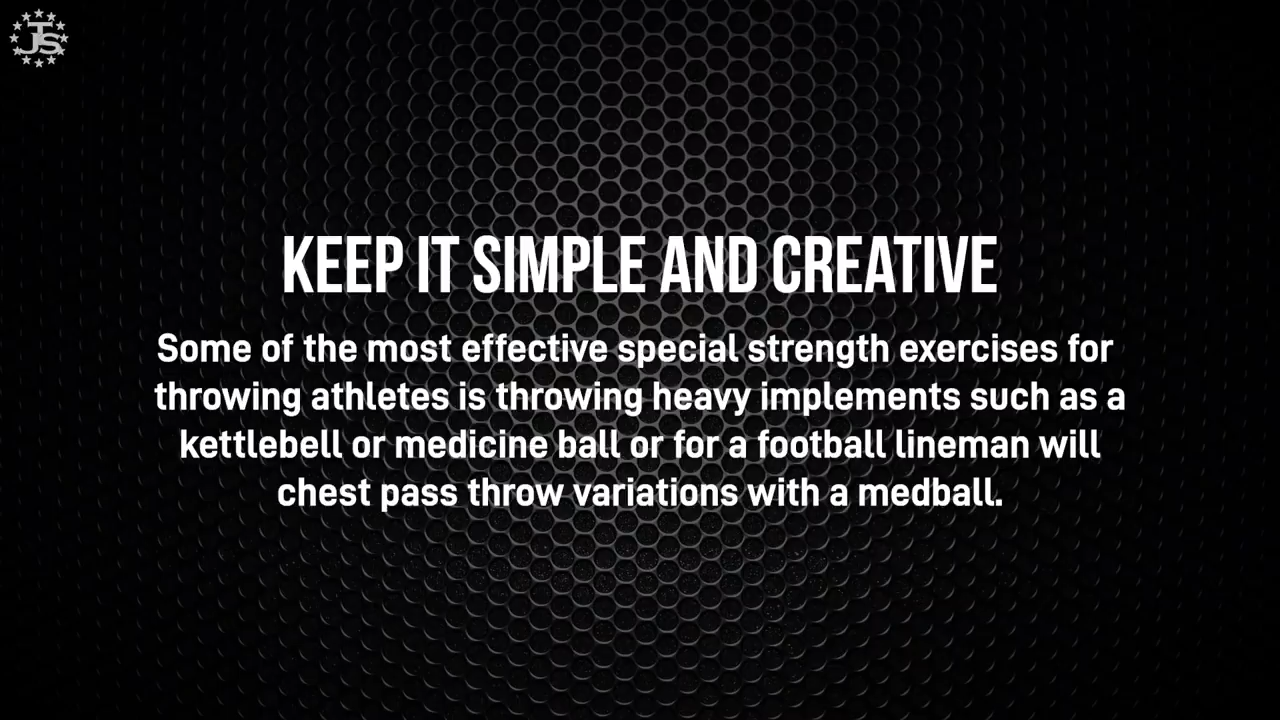 JTS
KEEP IT SIMPLE AND CREATIVE
Some of the most effective special strength exercises for
throwing athletes is throwing heavy implements such as a
kettlebell or medicine ball or for a football lineman will
chest pass throw variations with a medball.